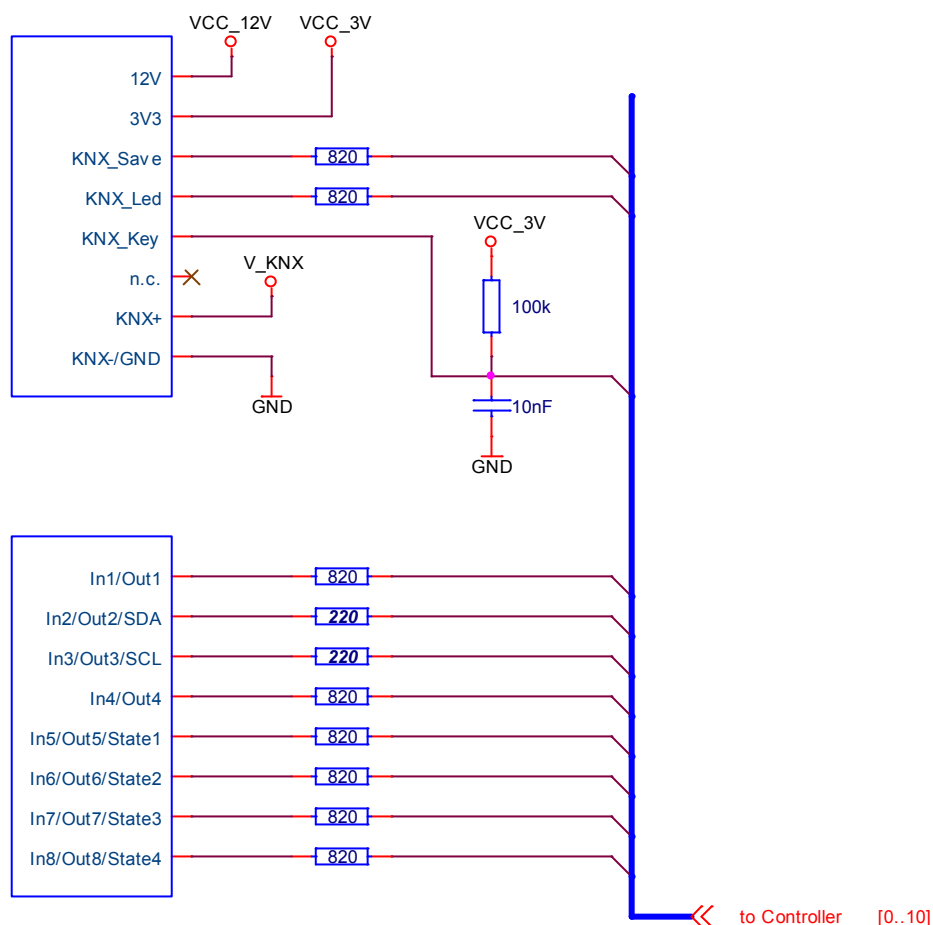 VCC_12V
VCC_3V
12V
3V3
KNX_Save
820
KNX_Led
820
KNX_Key
VCC_3V
n.c.
V_KNX
100k
KNX+
KNX-/GND
GND
10nF
GND
In1/Out1
820
In2/Out2/SDA
220
In3/Out3/SCL
220
In4/Out4
820
In5/Out5/State1
820
In6/Out6/State2
820
In7/Out7/State3
820
In8/Out8/State4
820
to Controller [0..10]